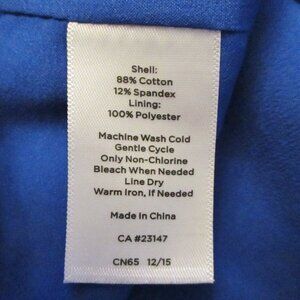 Shell:
88% Cotton
12% Spandex
Lining:
100% Polyester
Machine Wash Cold
Gentle Cycle
Only Non-Chlorine
Bleach When Needed
Line Dry
Warm Iron, if Needed
Made in China
CA #23147
CN65 12/15